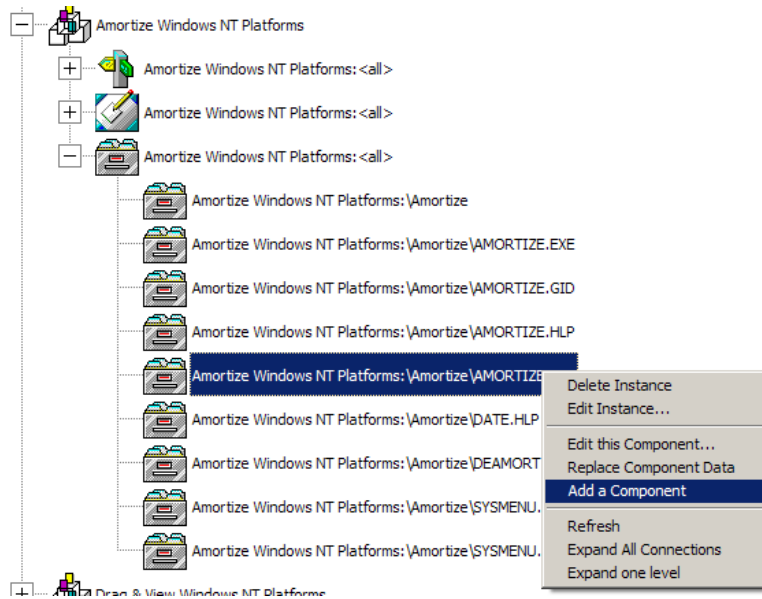 Amortize Windows NT Platforms
Amortize Windows NT Platforms:<all>
Amortize Windows NT Platforms:<all>
Amortize Windows NT Platforms:<all>
Amortize Windows NT Platforms:\Amortize
Amortize Windows NT Platforms:\Amortize\AMORTIZE.EXE
Amortize Windows NT Platforms:\Amortize\AMORTIZE.GID
Amortize Windows NT Platforms:\Amortize\AMORTIZE.HLP
Amortize Windows NT Platforms:\Amortize\AMORTIZE
Amortize Windows NT Platforms:\Amortize\DATE.HLP
Amortize Windows NT Platforms:\Amortize\DEAMORT
Amortize Windows NT Platforms:\Amortize\SYSMENU.
Amortize Windows NT Platforms:\Amortize\SYSMENU.
Drag & View Windows NT Platforms
Delete Instance
Edit Instance...
Edit this Component...
Replace Component Data
Add a Component
Refresh
Expand All Connections
Expand one level